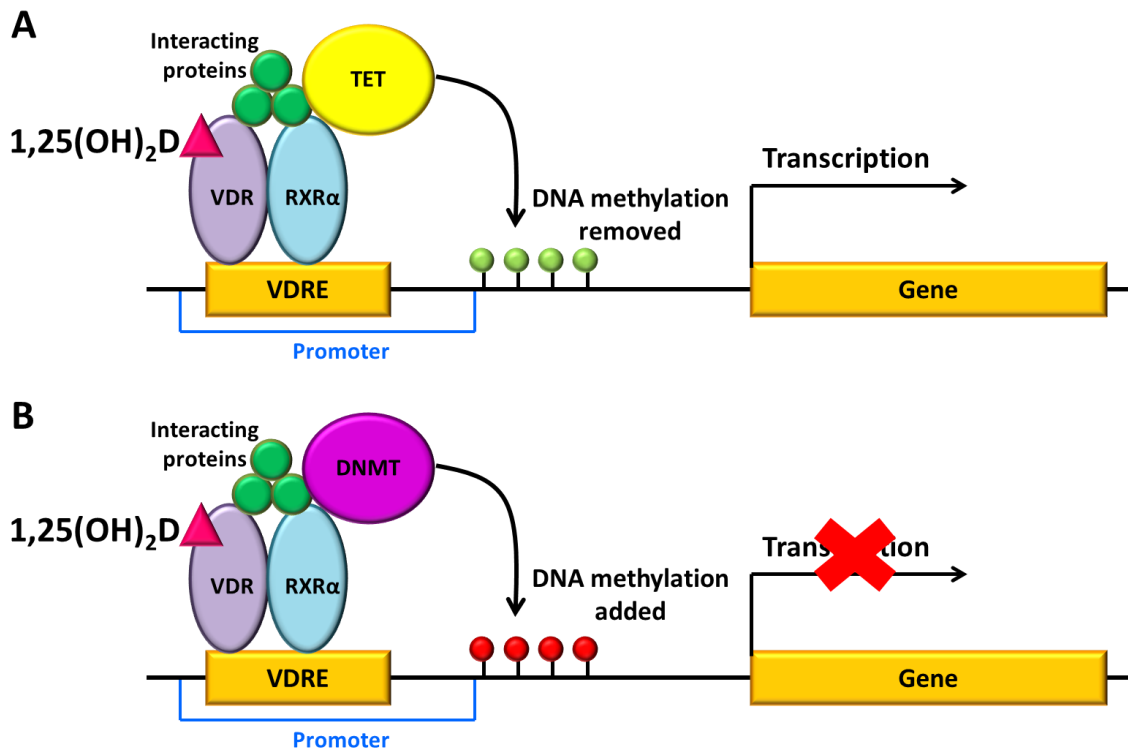 A
Interacting
proteins
TET
1,25(OH)₂D
VDR
RXRα
Transcription
DNA methylation
removed
VDRE
Gene
Promoter
B
Interacting
proteins
DNMT
1,25(OH)₂D
VDR
RXRα
DNA methylation
added
VDRE
Gene
Promoter